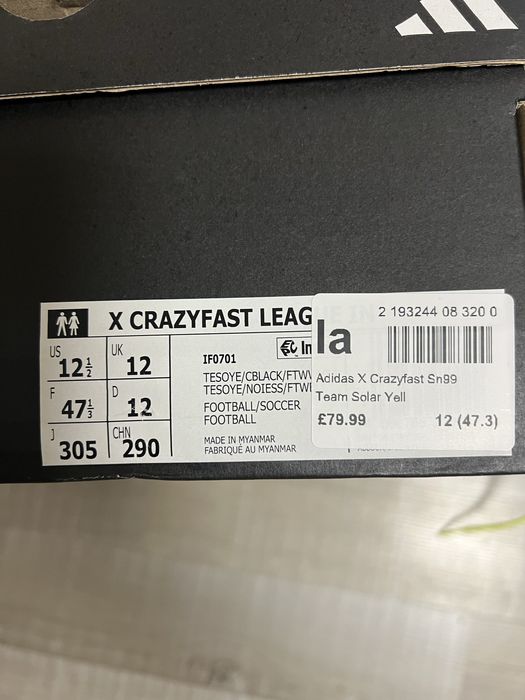 X CRAZYFAST LEAG
US 12½
UK 12
F 47⅓
D 12
J 305
CHN 290
IF0701
TESOYE/CBLACK/FTW
TESOYE/NOIESS/FTW
FOOTBALL/SOCCER
FOOTBALL
MADE IN MYANMAR
FABRIQUÉ AU MYANMAR
la
2 193244 08 320 0
Adidas X Crazyfast Sn99
Team Solar Yell
£79.99 12 (47.3)